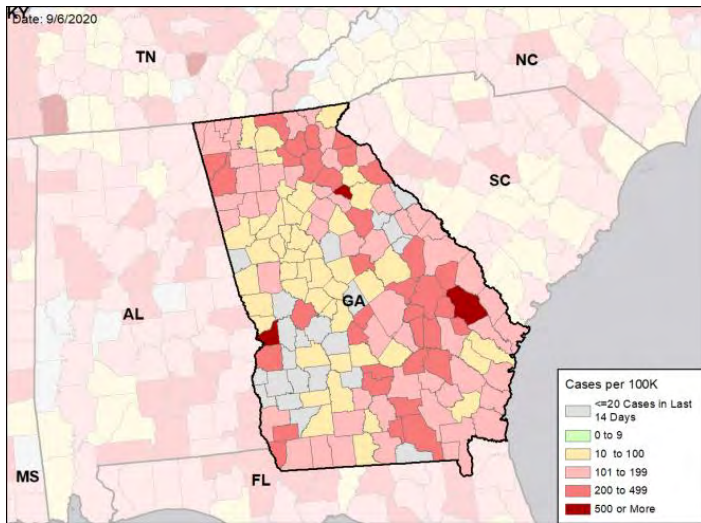 KY
Date: 9/6/2020
TN
NC
SC
AL
GA
MS
FL
Cases per 100K
<=20 Cases in Last
14 Days
0 to 9
10 to 100
101 to 199
200 to 499
500 or More